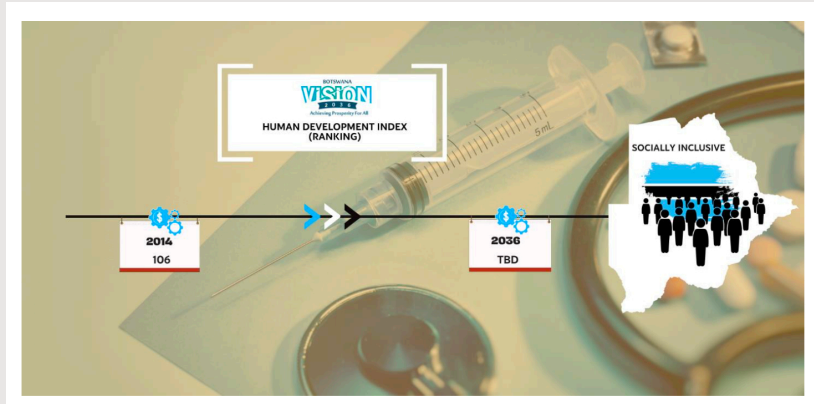 BOTSWANA
VISION
2036
Achieving Prosperity For All
HUMAN DEVELOPMENT INDEX
(RANKING)
5 mL
SOCIALLY INCLUSIVE
$
2014
106
$
2036
TBD